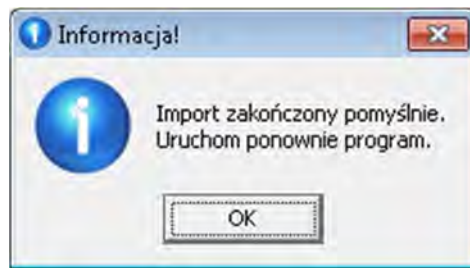 Informacja!
Import zakończony pomyślnie.
Uruchom ponownie program.
OK